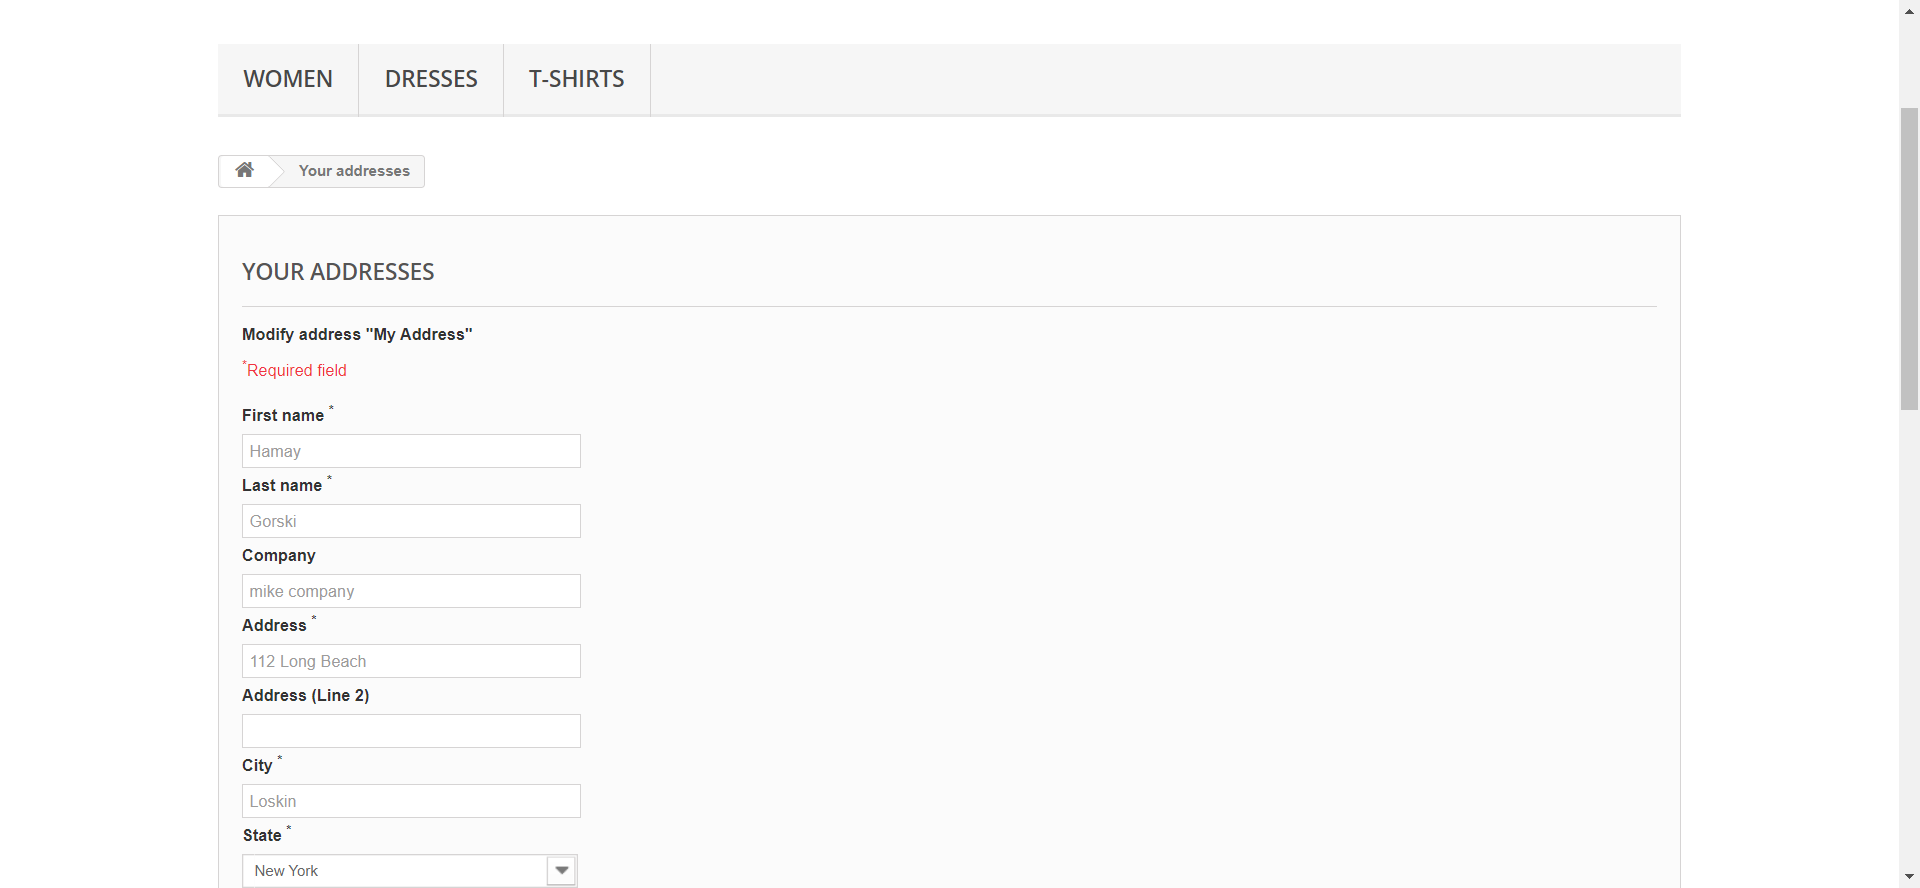 WOMEN DRESSES T-SHIRTS
Your addresses
YOUR ADDRESSES
Modify address "My Address"
*Required field
First name *
Hamay
Last name *
Gorski
Company
mike company
Address *
112 Long Beach
Address (Line 2)
City *
Loskin
State *
New York